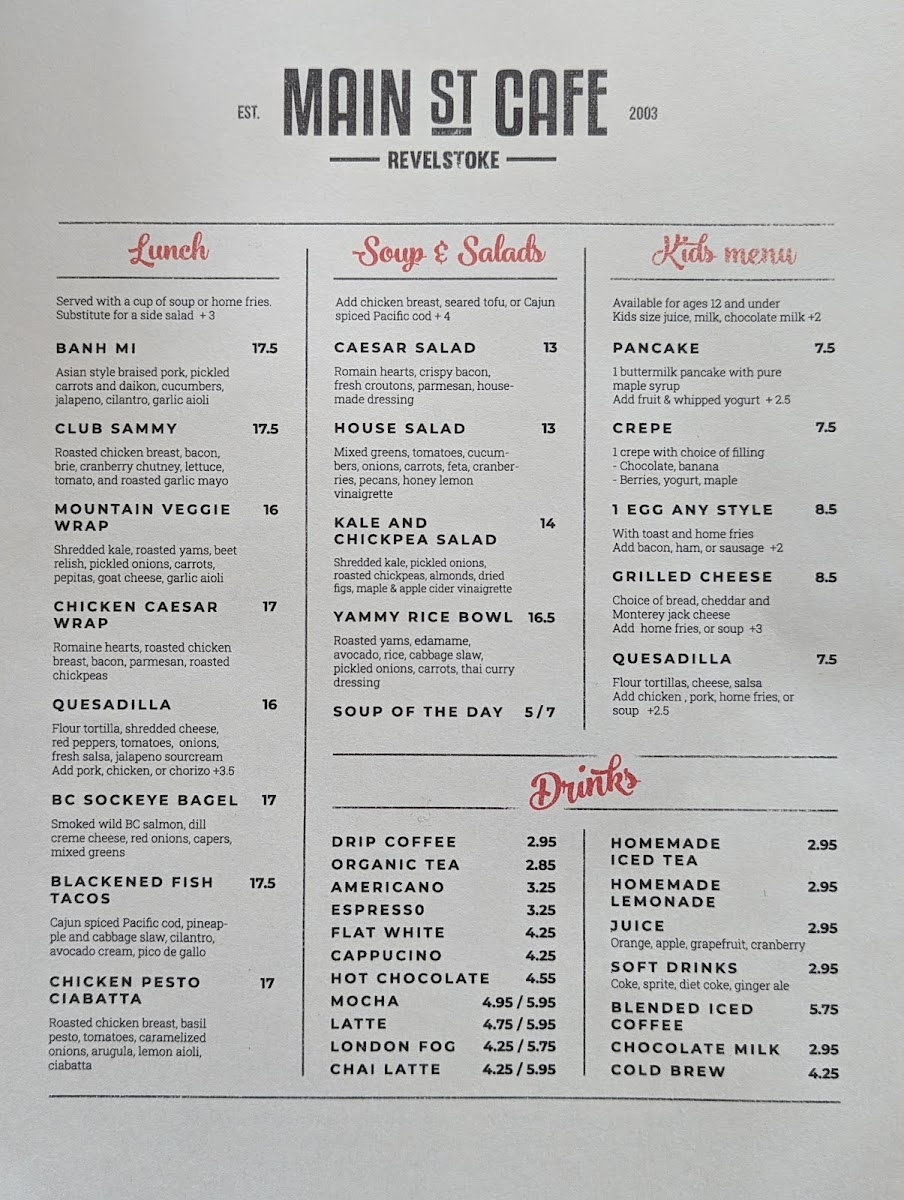 EST. MAIN ST CAFE 2003
REVELSTOKE
Lunch
Served with a cup of soup or home fries.
Substitute for a side salad + 3
BANH MI 17.5
Asian style braised pork, pickled
carrots and daikon, cucumbers,
jalapeno, cilantro, garlic aioli
CLUB SAMMY 17.5
Roasted chicken breast, bacon,
brie, cranberry chutney, lettuce,
tomato, and roasted garlic mayo
MOUNTAIN VEGGIE 16
WRAP
Shredded kale, roasted yams, beet
relish, pickled onions, carrots,
pepitas, goat cheese, garlic aioli
CHICKEN CAESAR 17
WRAP
Romaine hearts, roasted chicken
breast, bacon, parmesan, roasted
chickpeas
QUESADILLA 16
Flour tortilla, shredded cheese,
red peppers, tomatoes, onions,
fresh salsa, jalapeno sourcream
Add pork, chicken, or chorizo +3.5
BC SOCKEYE BAGEL 17
Smoked wild BC salmon, dill
creme cheese, red onions, capers,
mixed greens
BLACKENED FISH 17.5
TACOS
Cajun spiced Pacific cod, pineap-
ple and cabbage slaw, cilantro,
avocado cream, pico de gallo
CHICKEN PESTO 17
CIABATTA
Roasted chicken breast, basil
pesto, tomatoes, caramelized
onions, arugula, lemon aioli,
ciabatta
Soup & Salads
Add chicken breast, seared tofu, or Cajun
spiced Pacific cod + 4
CAESAR SALAD 13
Romain hearts, crispy bacon,
fresh croutons, parmesan, house-
made dressing
HOUSE SALAD 13
Mixed greens, tomatoes, cucum-
bers, onions, carrots, feta, cranber-
ries, pecans, honey lemon
vinaigrette
KALE AND 14
CHICKPEA SALAD
Shredded kale, pickled onions,
roasted chickpeas, almonds, dried
figs, maple & apple cider vinaigrette
YAMMY RICE BOWL 16.5
Roasted yams, edamame,
avocado, rice, cabbage slaw,
pickled onions, carrots, thai curry
dressing
SOUP OF THE DAY 5 / 7
Kids menu
Available for ages 12 and under
Kids size juice, milk, chocolate milk +2
PANCAKE 7.5
1 buttermilk pancake with pure
maple syrup
Add fruit & whipped yogurt + 2.5
CREPE 7.5
1 crepe with choice of filling
- Chocolate, banana
- Berries, yogurt, maple
1 EGG ANY STYLE 8.5
With toast and home fries
Add bacon, ham, or sausage +2
GRILLED CHEESE 8.5
Choice of bread, cheddar and
Monterey jack cheese
Add home fries, or soup +3
QUESADILLA 7.5
Flour tortillas, cheese, salsa
Add chicken , pork, home fries, or
soup +2.5
Drinks
DRIP COFFEE 2.95
ORGANIC TEA 2.85
AMERICANO 3.25
ESPRESS0 3.25
FLAT WHITE 4.25
CAPPUCINO 4.25
HOT CHOCOLATE 4.55
MOCHA 4.95 / 5.95
LATTE 4.75 / 5.95
LONDON FOG 4.25 / 5.75
CHAI LATTE 4.25 / 5.95
HOMEMADE 2.95
ICED TEA
HOMEMADE 2.95
LEMONADE
JUICE 2.95
Orange, apple, grapefruit, cranberry
SOFT DRINKS 2.95
Coke, sprite, diet coke, ginger ale
BLENDED ICED 5.75
COFFEE
CHOCOLATE MILK 2.95
COLD BREW 4.25